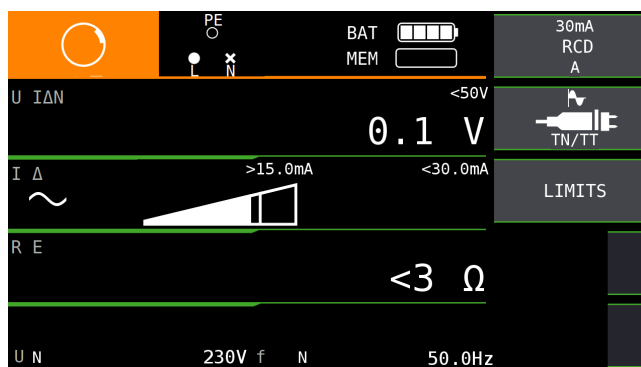 PE
BAT
MEM
L N
30mA
RCD
A
U IΔN
<50V
0.1 V
TN/TT
I Δ
>15.0mA
<30.0mA
LIMITS
R E
<3 Ω
U N 230V f N 50.0Hz